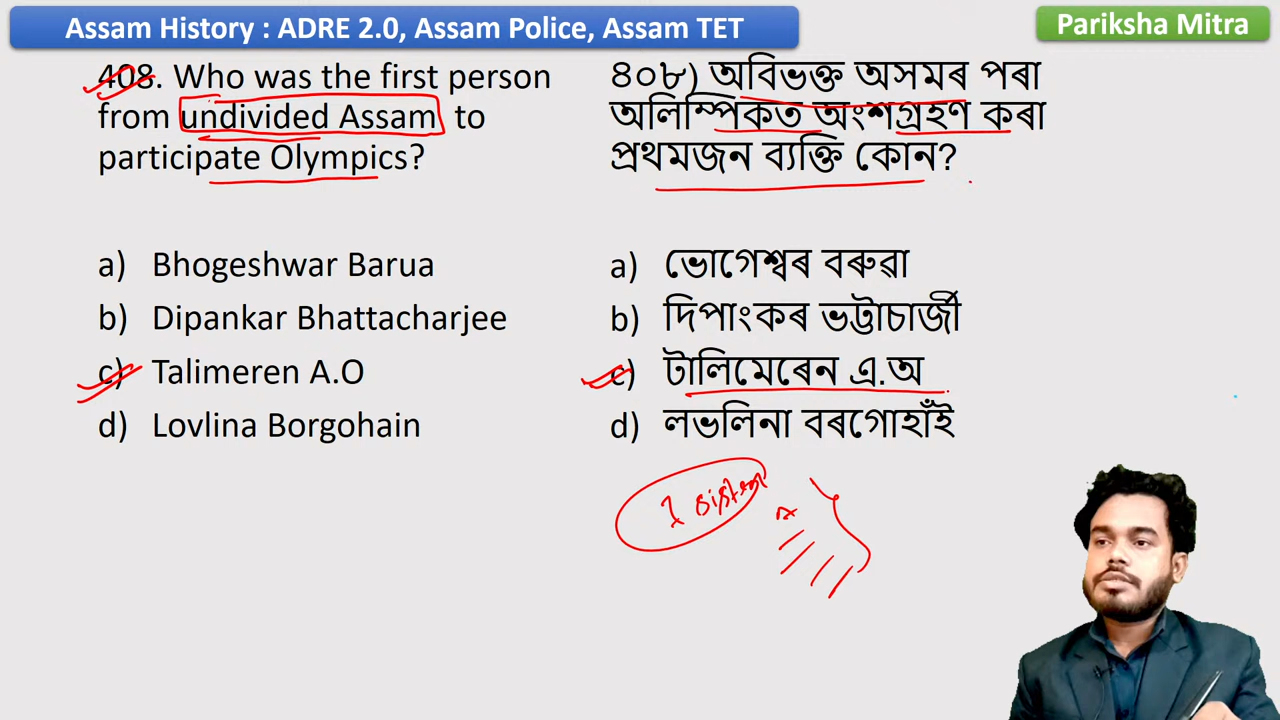 Assam History : ADRE 2.0, Assam Police, Assam TET
Pariksha Mitra
408. Who was the first person
from undivided Assam to
participate Olympics?
a) Bhogeshwar Barua
b) Dipankar Bhattacharjee
c) Talimeren A.O
d) Lovlina Borgohain
৪০৮) অবিভক্ত অসমৰ পৰা
অলিম্পিকত অংশগ্ৰহণ কৰা
প্ৰথমজন ব্যক্তি কোন?
a) ভোগেশ্বৰ বৰুৱা
b) দিপাংকৰ ভট্টাচাৰ্জী
c) টালিমেৰেন এ.অ
d) লভলিনা বৰগোহাঁই